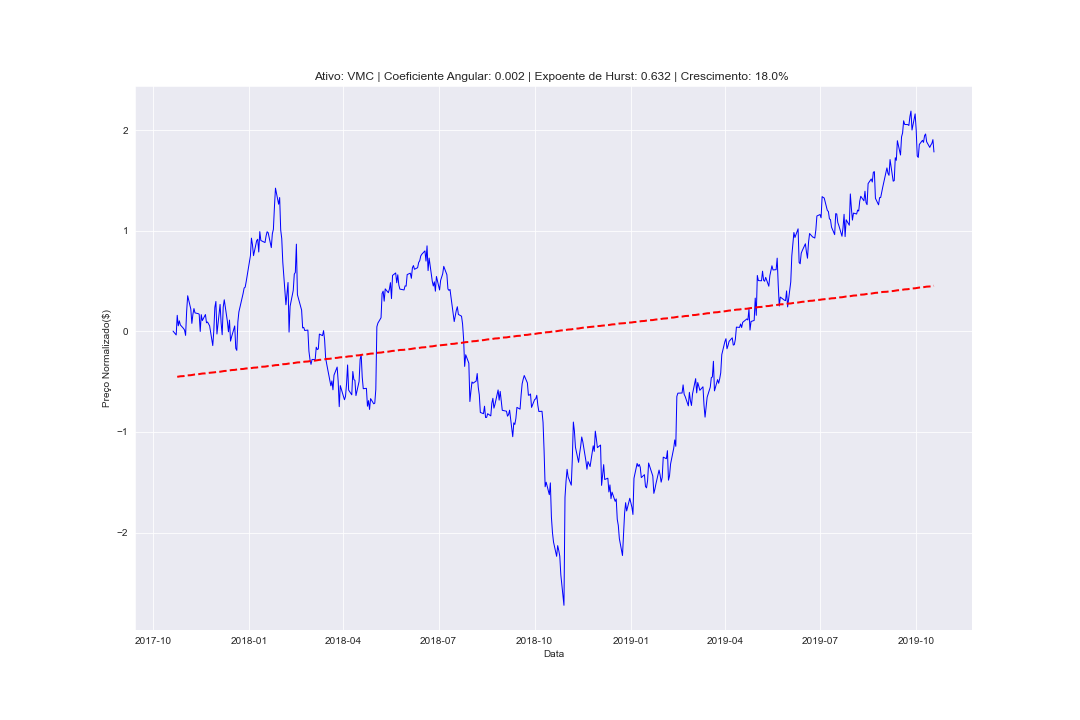 Ativo: VMC | Coeficiente Angular: 0.002 | Expoente de Hurst: 0.632 | Crescimento: 18.0%
Preço Normalizado($)
2
1
0
−1
−2
2017-10 2018-01 2018-04 2018-07 2018-10 2019-01 2019-04 2019-07 2019-10
Data